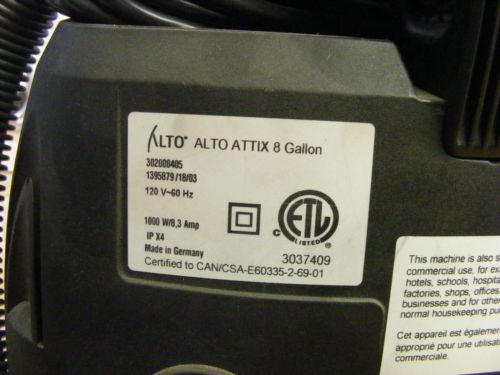 ALTO ALTO ATTIX 8 Gallon
302000405
1395879 /18/03
120 V~60 Hz
1000 W/8,3 Amp
IP X4
Made in Germany
C ETL LISTED
3037409
Certified to CAN/CSA-E60335-2-69-01
This machine is also s
commercial use, for exa
hotels, schools, hospita
factories, shops, offices,
businesses and for other
normal housekeeping pu
Cet appareil est égalem
approprié pour une utilisa
commerciale.